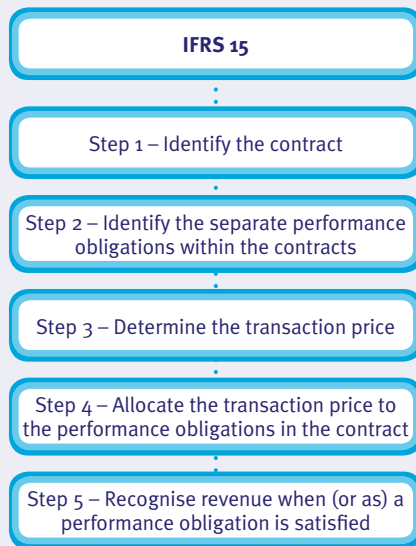 IFRS 15
Step 1 – Identify the contract
Step 2 – Identify the separate performance
obligations within the contracts
Step 3 – Determine the transaction price
Step 4 – Allocate the transaction price to
the performance obligations in the contract
Step 5 – Recognise revenue when (or as) a
performance obligation is satisfied